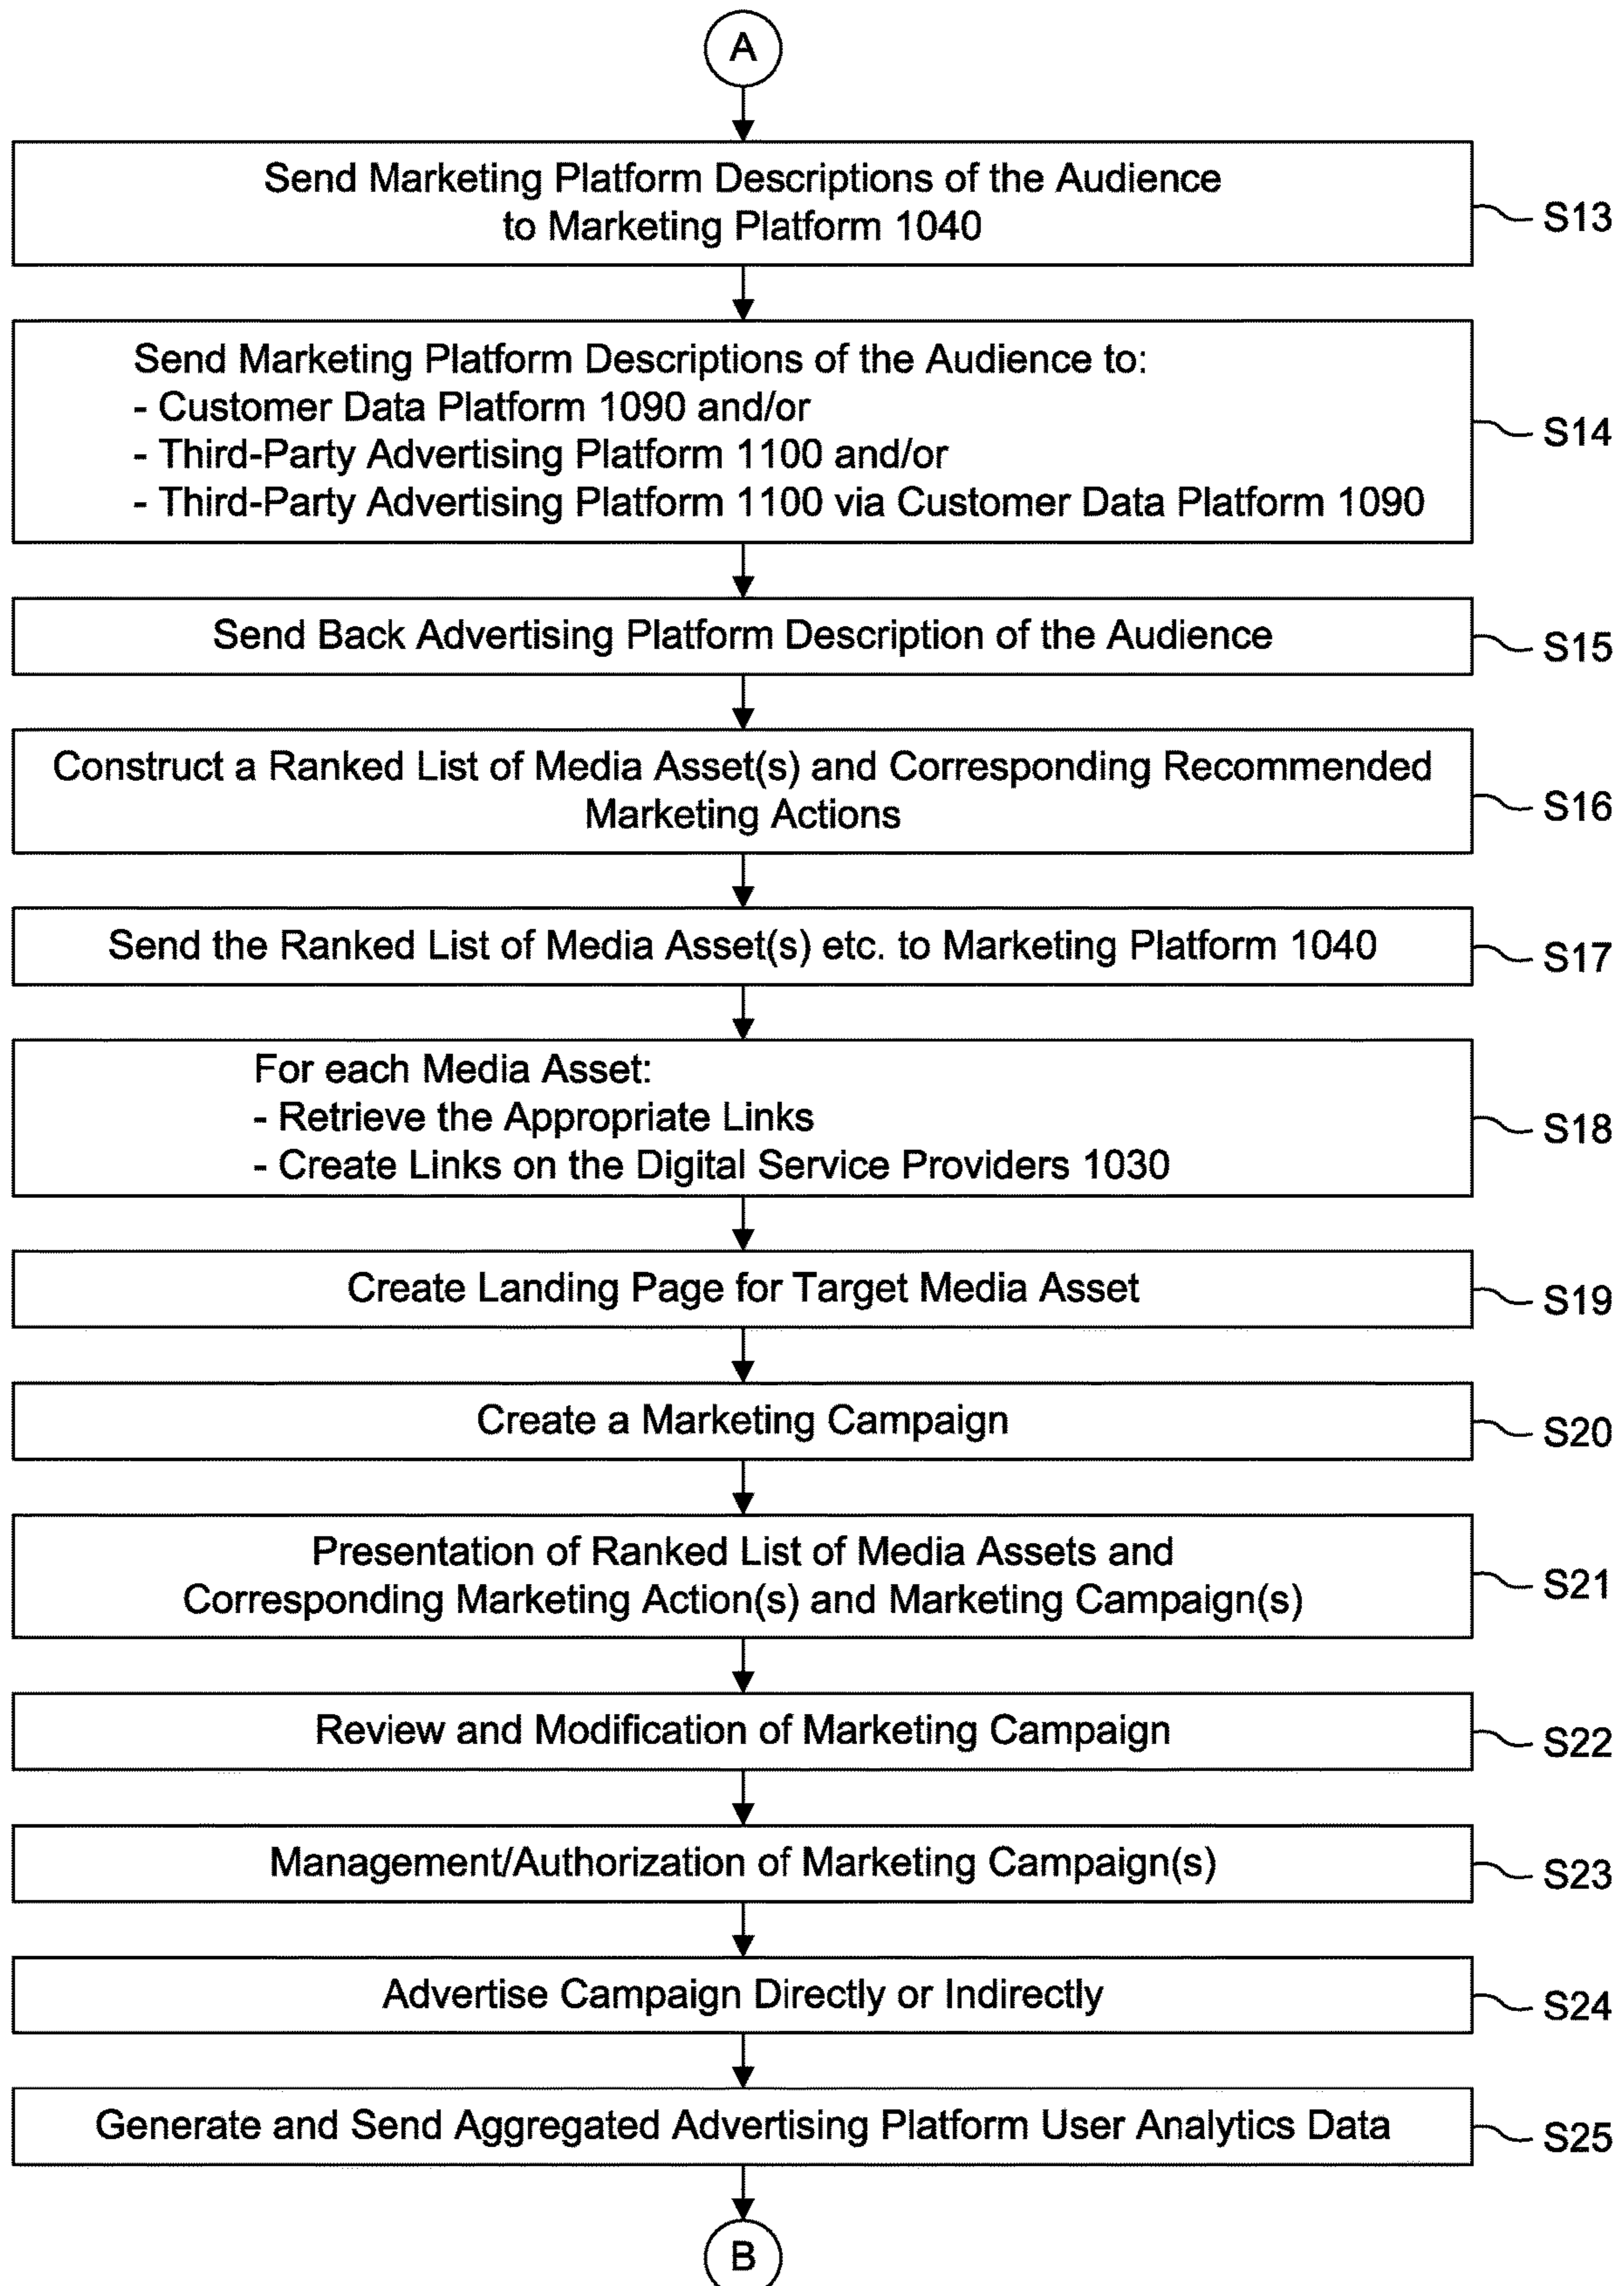 A
Send Marketing Platform Descriptions of the Audience
to Marketing Platform 1040
S13
Send Marketing Platform Descriptions of the Audience to:
- Customer Data Platform 1090 and/or
- Third-Party Advertising Platform 1100 and/or
- Third-Party Advertising Platform 1100 via Customer Data Platform 1090
S14
Send Back Advertising Platform Description of the Audience
S15
Construct a Ranked List of Media Asset(s) and Corresponding Recommended
Marketing Actions
S16
Send the Ranked List of Media Asset(s) etc. to Marketing Platform 1040
S17
For each Media Asset:
- Retrieve the Appropriate Links
- Create Links on the Digital Service Providers 1030
S18
Create Landing Page for Target Media Asset
S19
Create a Marketing Campaign
S20
Presentation of Ranked List of Media Assets and
Corresponding Marketing Action(s) and Marketing Campaign(s)
S21
Review and Modification of Marketing Campaign
S22
Management/Authorization of Marketing Campaign(s)
S23
Advertise Campaign Directly or Indirectly
S24
Generate and Send Aggregated Advertising Platform User Analytics Data
S25
B